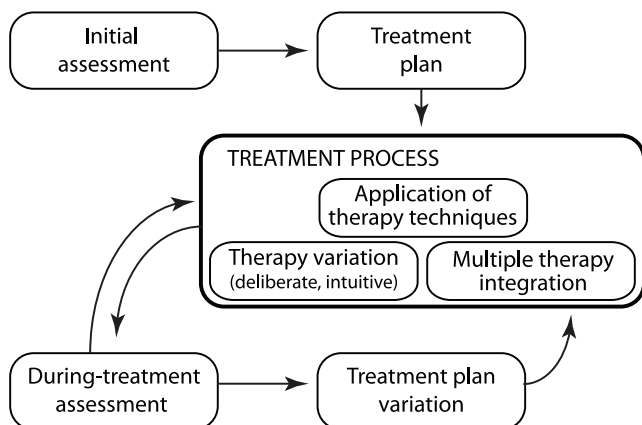 Initial
assessment
Treatment
plan
TREATMENT PROCESS
Application of
therapy techniques
Therapy variation
(deliberate, intuitive)
Multiple therapy
integration
During-treatment
assessment
Treatment plan
variation